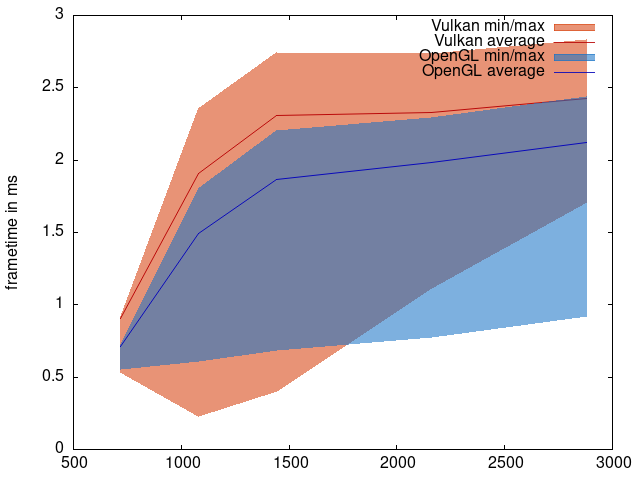 3
Vulkan min/max
Vulkan average
OpenGL min/max
OpenGL average
2.5
2
1.5
1
0.5
0
frametime in ms
500
1000
1500
2000
2500
3000